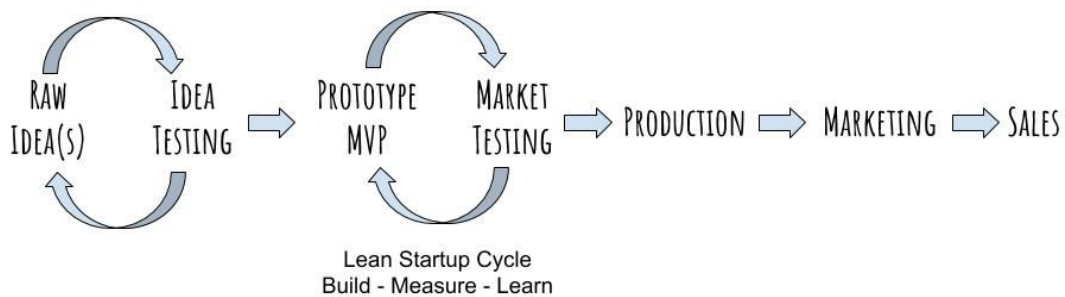 RAW
IDEA(S)
IDEA
TESTING
PROTOTYPE
MVP
MARKET
TESTING
PRODUCTION
MARKETING
SALES
Lean Startup Cycle
Build - Measure - Learn